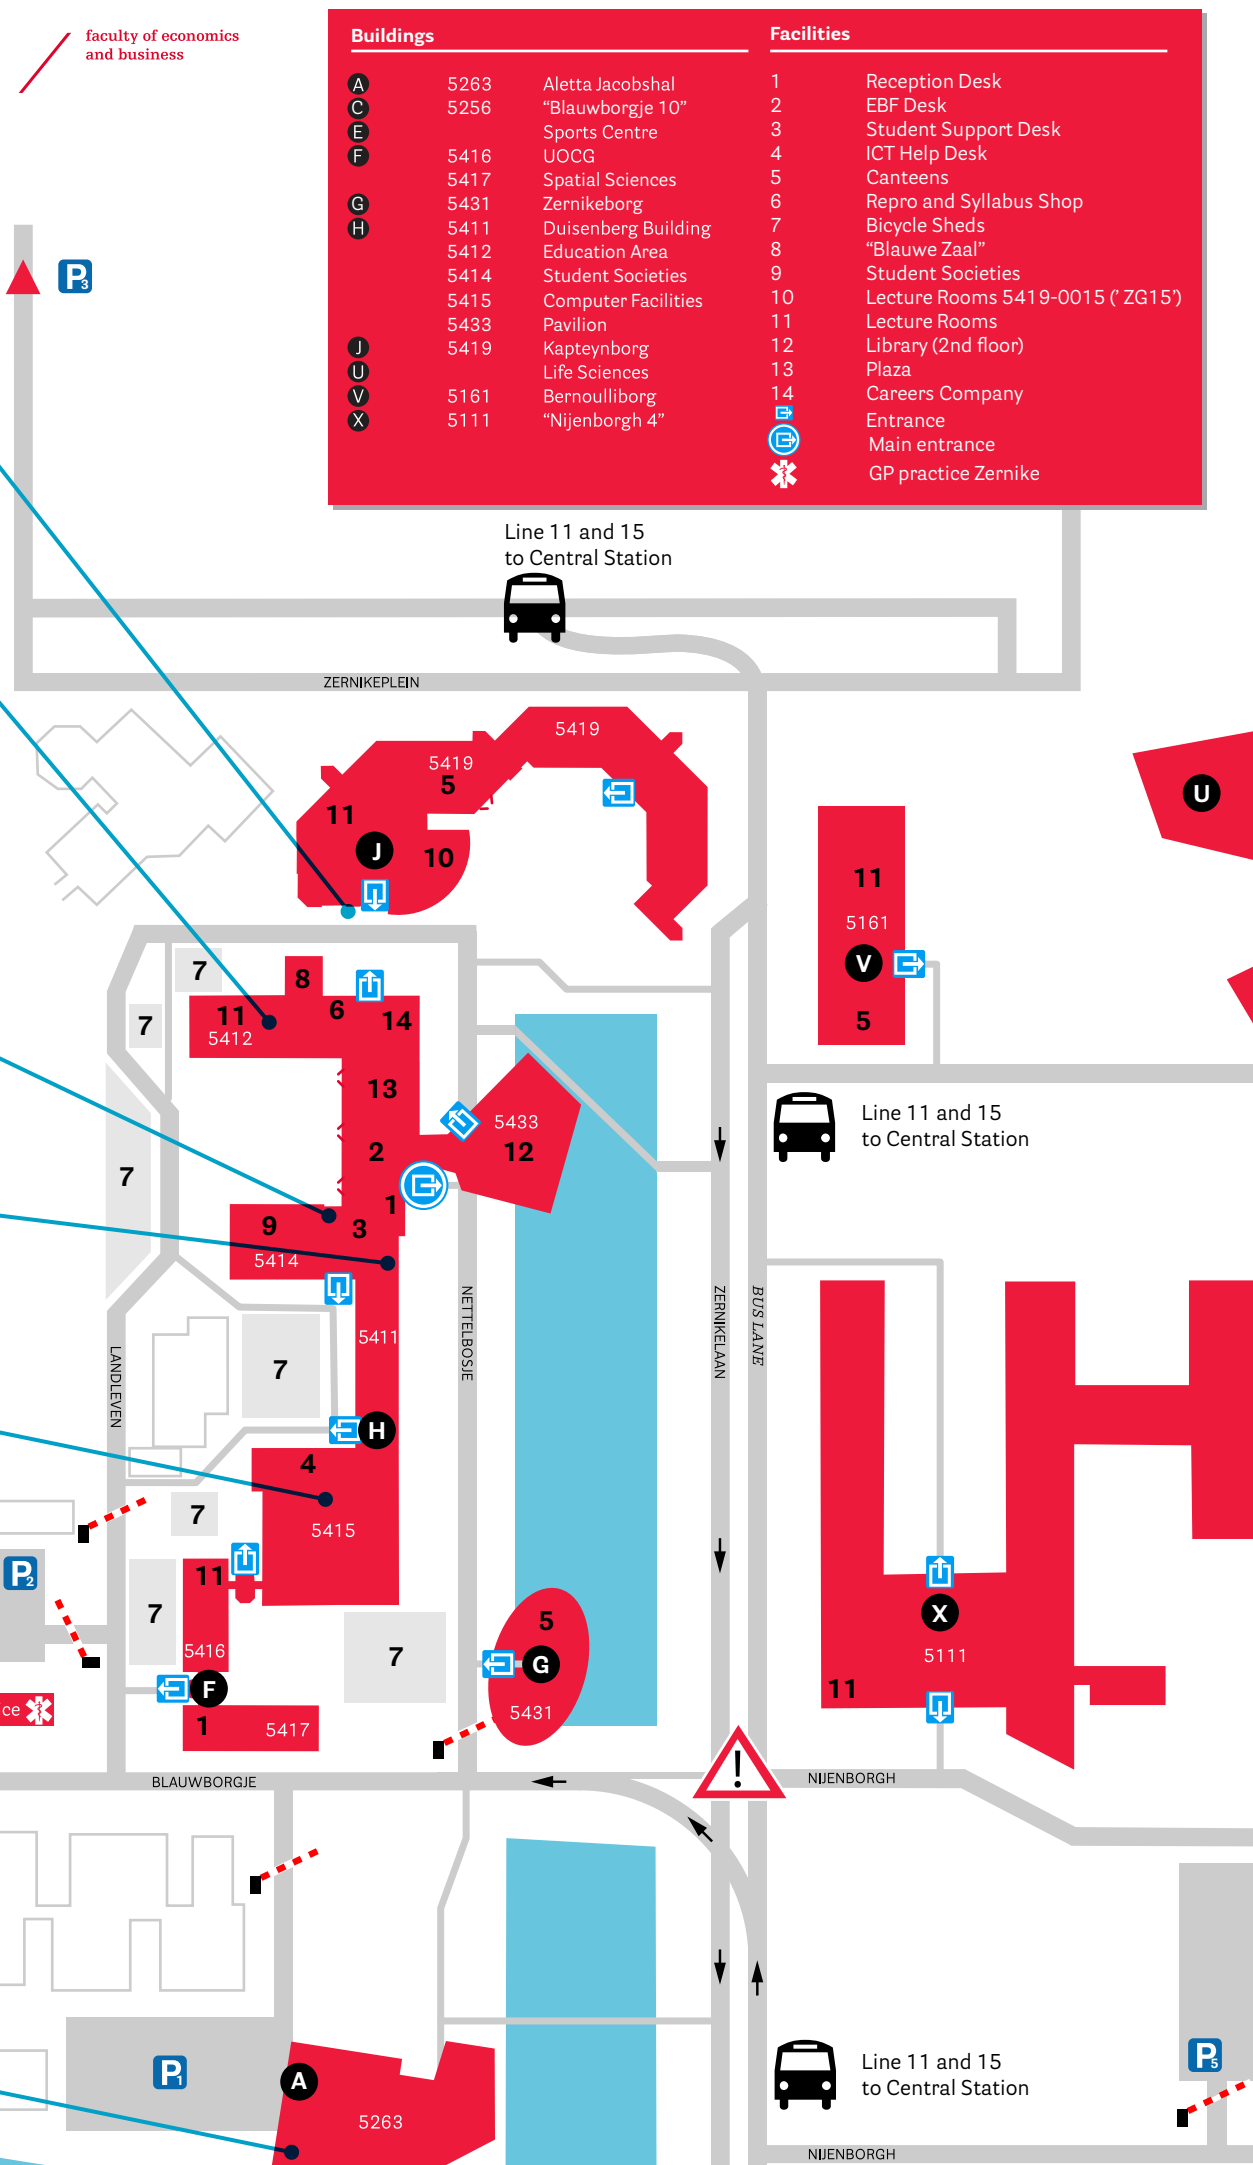 faculty of economics
and business
Buildings
A 5263 Aletta Jacobshal
C 5256 “Blauwborgje 10”
E Sports Centre
F 5416 UOCG
5417 Spatial Sciences
G 5431 Zernikeborg
H 5411 Duisenberg Building
5412 Education Area
5414 Student Societies
5415 Computer Facilities
5433 Pavilion
J 5419 Kapteynborg
U Life Sciences
V 5161 Bernoulliborg
X 5111 “Nijenborgh 4”
Facilities
1 Reception Desk
2 EBF Desk
3 Student Support Desk
4 ICT Help Desk
5 Canteens
6 Repro and Syllabus Shop
7 Bicycle Sheds
8 “Blauwe Zaal”
9 Student Societies
10 Lecture Rooms 5419-0015 (’ ZG15’)
11 Lecture Rooms
12 Library (2nd floor)
13 Plaza
14 Careers Company
Entrance
Main entrance
GP practice Zernike
P3
Line 11 and 15
to Central Station
ZERNIKEPLEIN
5419
5419
5
11
J
10
U
11
5161
V
5
7
8
6
11
14
7
5412
13
5433
2
12
7
1
9
3
5414
Line 11 and 15
to Central Station
5411
7
LANDLEVEN
NETTELBOSJE
ZERNIKELAAN
BUS LANE
H
4
7
5415
P2
11
7
5416
7
5
G
5431
F
1
5417
ce
X
5111
11
!
BLAUWBORGJE
NIJENBORGH
P1
A
5263
Line 11 and 15
to Central Station
P5
NIJENBORGH